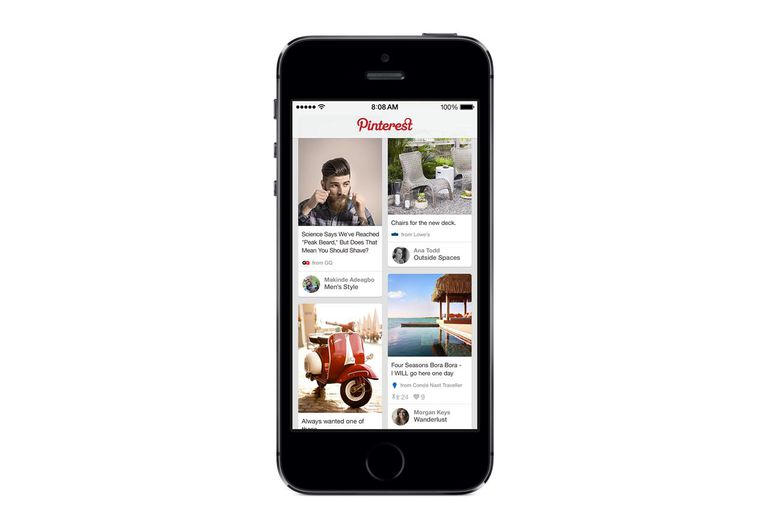 8:08 AM
100%
Pinterest
Science Says We've Reached
"Peak Beard," But Does That
Mean You Should Shave?
GQ from GQ
Makinde Adeagbo
Men's Style
Always wanted one of
these
Chairs for the new deck.
from Lowe's
Ana Todd
Outside Spaces
Four Seasons Bora Bora -
I WILL go here one day
from Condé Nast Traveller
24 9
Morgan Keys
Wanderlust